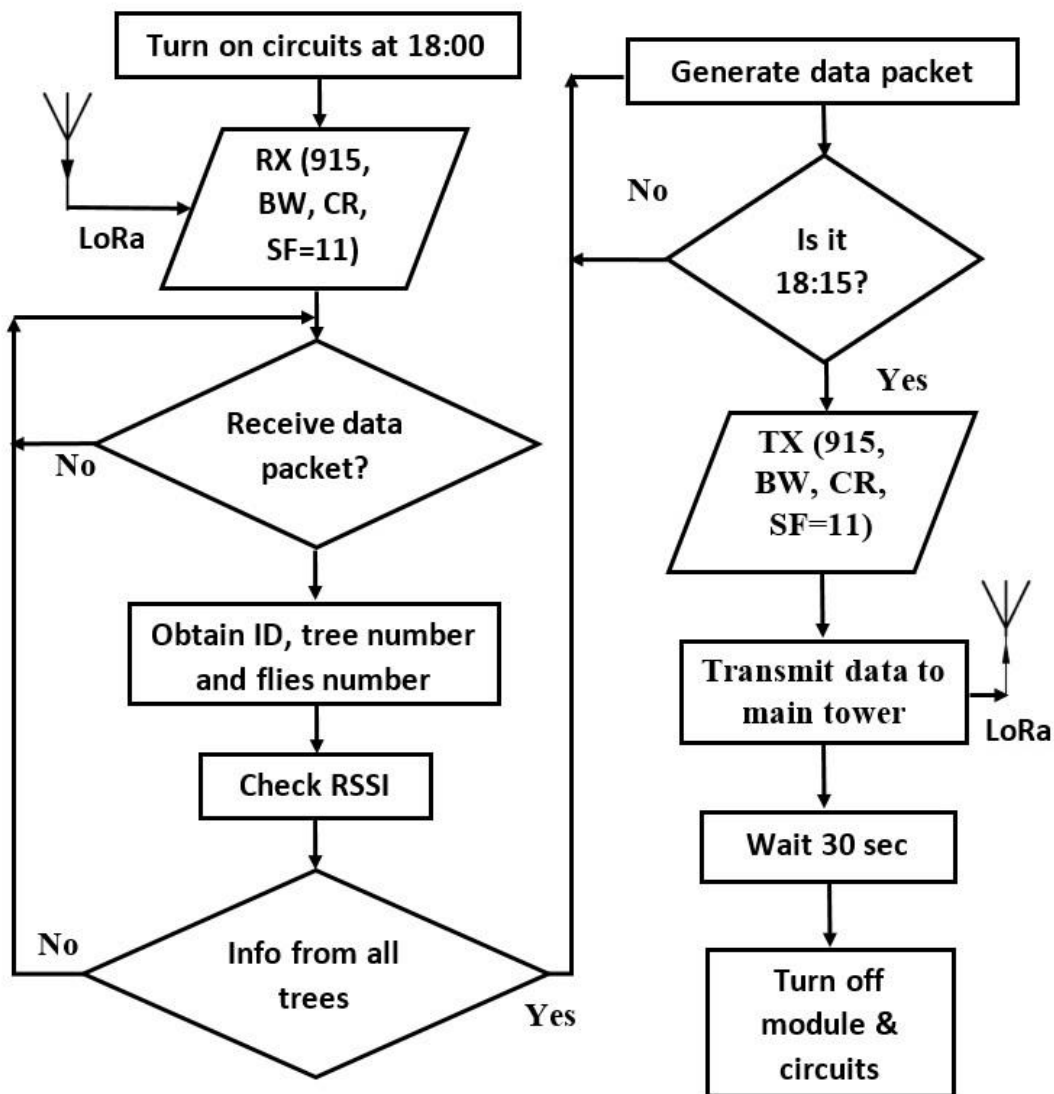 Turn on circuits at 18:00
RX (915,
BW, CR,
SF=11)
LoRa
Receive data
packet?
No
Obtain ID, tree number
and flies number
Check RSSI
Info from all
trees
No
Yes
Generate data packet
Is it
18:15?
No
Yes
TX (915,
BW, CR,
SF=11)
Transmit data to
main tower
LoRa
Wait 30 sec
Turn off
module &
circuits